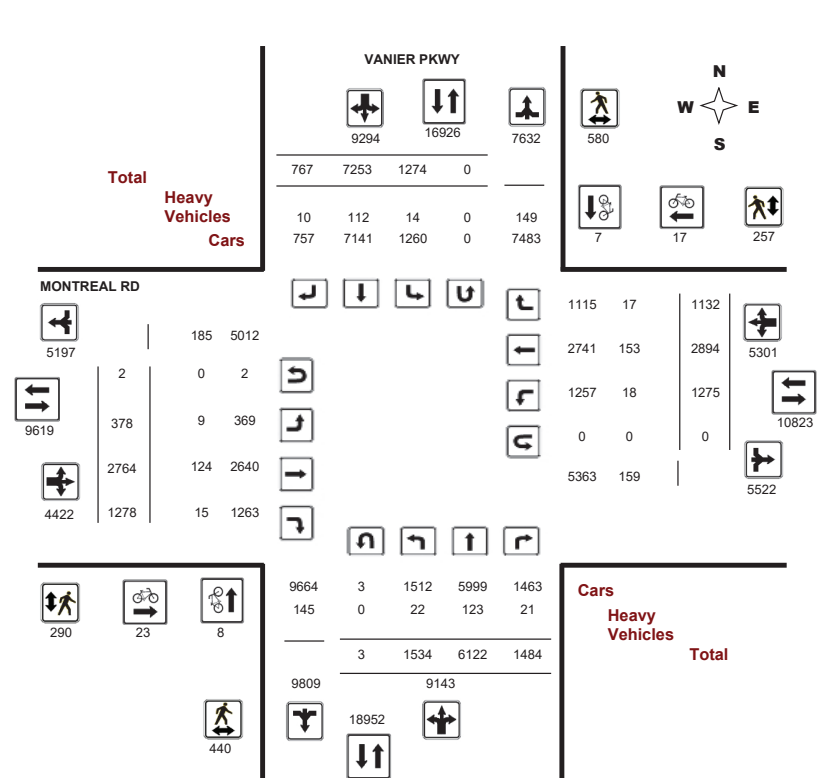 VANIER PKWY
N
W E
S
9294 16926 7632 580
Total 767 7253 1274 0
Heavy
Vehicles 10 112 14 0 149
Cars 757 7141 1260 0 7483
7 17 257
MONTREAL RD
5197 185 5012 1115 17 1132
2741 153 2894 5301
2 0 2
9619 378 9 369 1257 18 1275 10823
0 0 0
2764 124 2640 5363 159 5522
4422 1278 15 1263
9664 3 1512 5999 1463 Cars
145 0 22 123 21 Heavy
Vehicles
290 23 8
3 1534 6122 1484 Total
9809 9143
18952
440